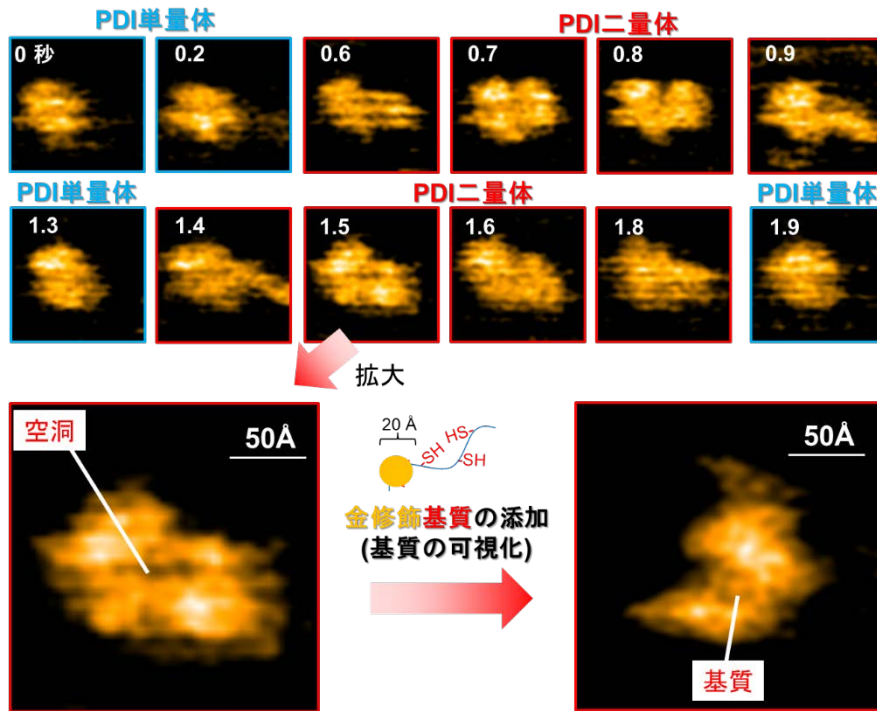 PDI単量体
PDI二量体
0 秒
0.2
0.6
0.7
0.8
0.9
PDI単量体
PDI二量体
PDI単量体
1.3
1.4
1.5
1.6
1.8
1.9
拡大
空洞
50Å
20 Å
-SH
HS-
-SH
金修飾基質の添加
(基質の可視化)
50Å
基質